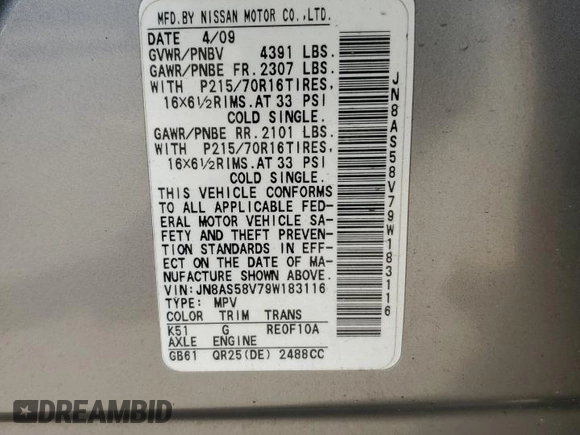 MFD.BY NISSAN MOTOR CO.,LTD.
DATE 4/09
GVWR/PNBV 4391 LBS.
GAWR/PNBE FR.2307 LBS.
WITH P215/70R16TIRES,
16X6½RIMS.AT 33 PSI
COLD SINGLE.
GAWR/PNBE RR.2101 LBS.
WITH P215/70R16TIRES,
16X6½RIMS.AT 33 PSI
COLD SINGLE.
THIS VEHICLE CONFORMS
TO ALL APPLICABLE FED-
ERAL MOTOR VEHICLE SA-
FETY AND THEFT PREVEN-
TION STANDARDS IN EFF-
ECT ON THE DATE OF MA-
NUFACTURE SHOWN ABOVE.
VIN:JN8AS58V79W183116
TYPE: MPV
COLOR TRIM TRANS
K51 G RE0F10A
AXLE ENGINE
GB61 QR25(DE) 2488CC
JN8AS58V79W183116
DREAMBID